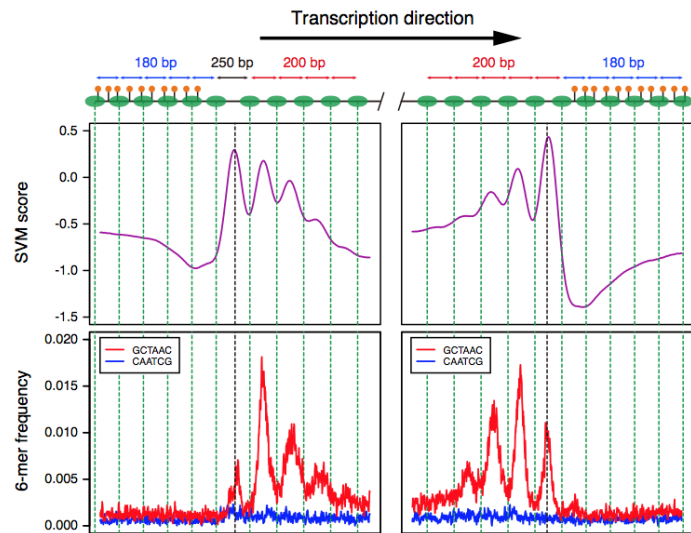 Transcription direction
180 bp
250 bp
200 bp
200 bp
180 bp
SVM score
0.5
0.0
-0.5
-1.0
-1.5
6-mer frequency
0.020
0.015
0.010
0.005
0.000
GCTAAC
CAATCG
GCTAAC
CAATCG